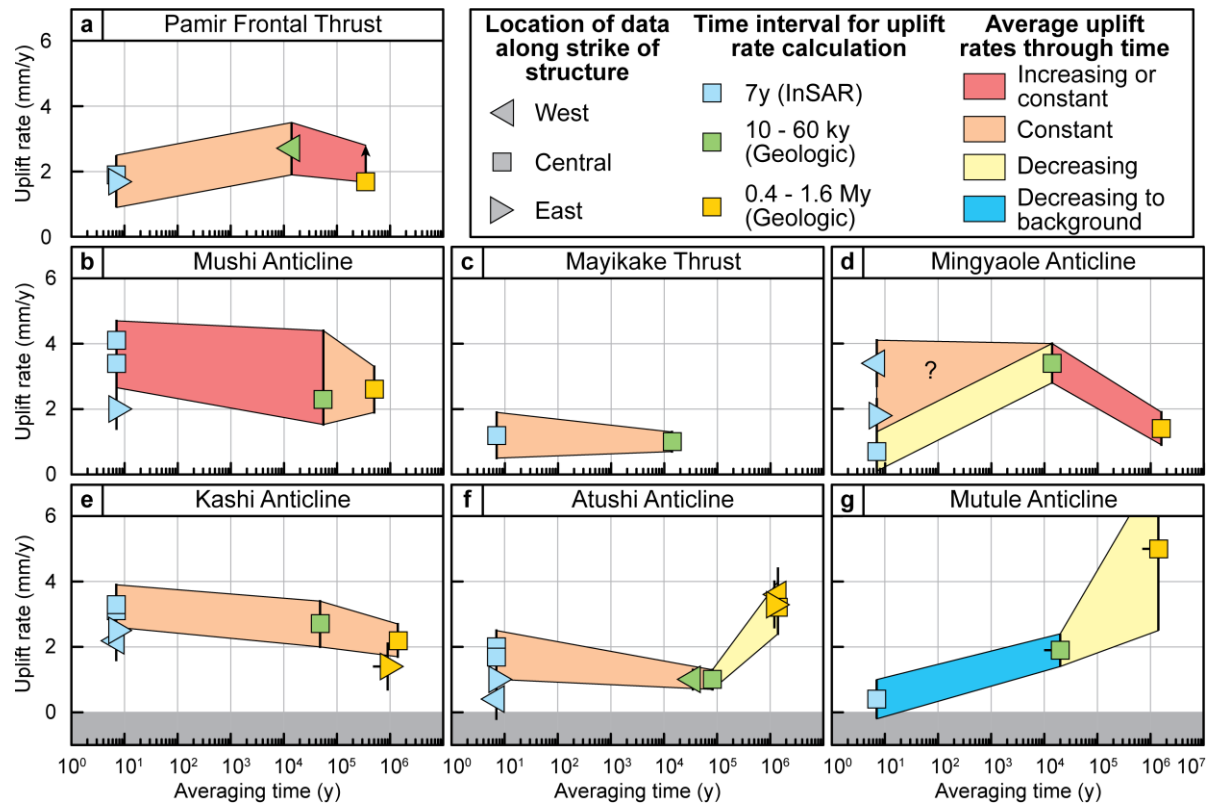 a Pamir Frontal Thrust
6
4
2
0
Uplift rate (mm/y)
Location of data
along strike of
structure
West
Central
East
Time interval for uplift
rate calculation
7y (InSAR)
10 - 60 ky
(Geologic)
0.4 - 1.6 My
(Geologic)
Average uplift
rates through time
Increasing or
constant
Constant
Decreasing
Decreasing to
background
b Mushi Anticline
c Mayikake Thrust
d Mingyaole Anticline
6
4
2
0
Uplift rate (mm/y)
?
e Kashi Anticline
f Atushi Anticline
g Mutule Anticline
6
4
2
0
Uplift rate (mm/y)
10⁰ 10¹ 10² 10³ 10⁴ 10⁵ 10⁶
10⁰ 10¹ 10² 10³ 10⁴ 10⁵ 10⁶
10⁰ 10¹ 10² 10³ 10⁴ 10⁵ 10⁶ 10⁷
Averaging time (y)
Averaging time (y)
Averaging time (y)